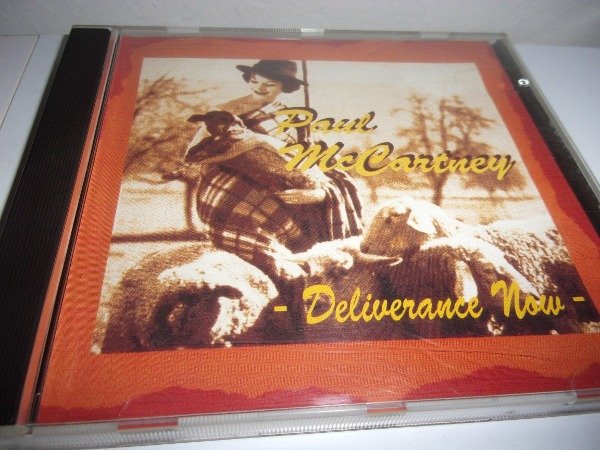 Paul
McCartney
- Deliverance Now -